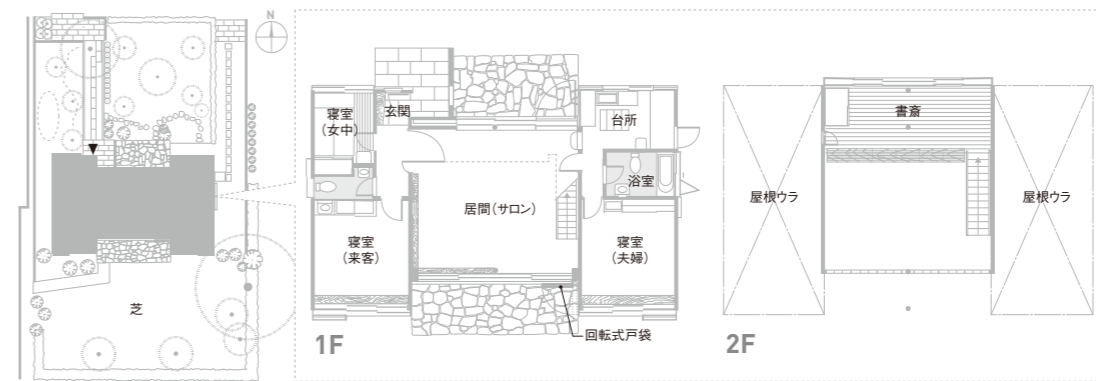 N
芝
寝室
（女中）
玄関
台所
浴室
居間（サロン）
寝室
（来客）
寝室
（夫婦）
回転式戸袋
1F
書斎
屋根ウラ
屋根ウラ
2F